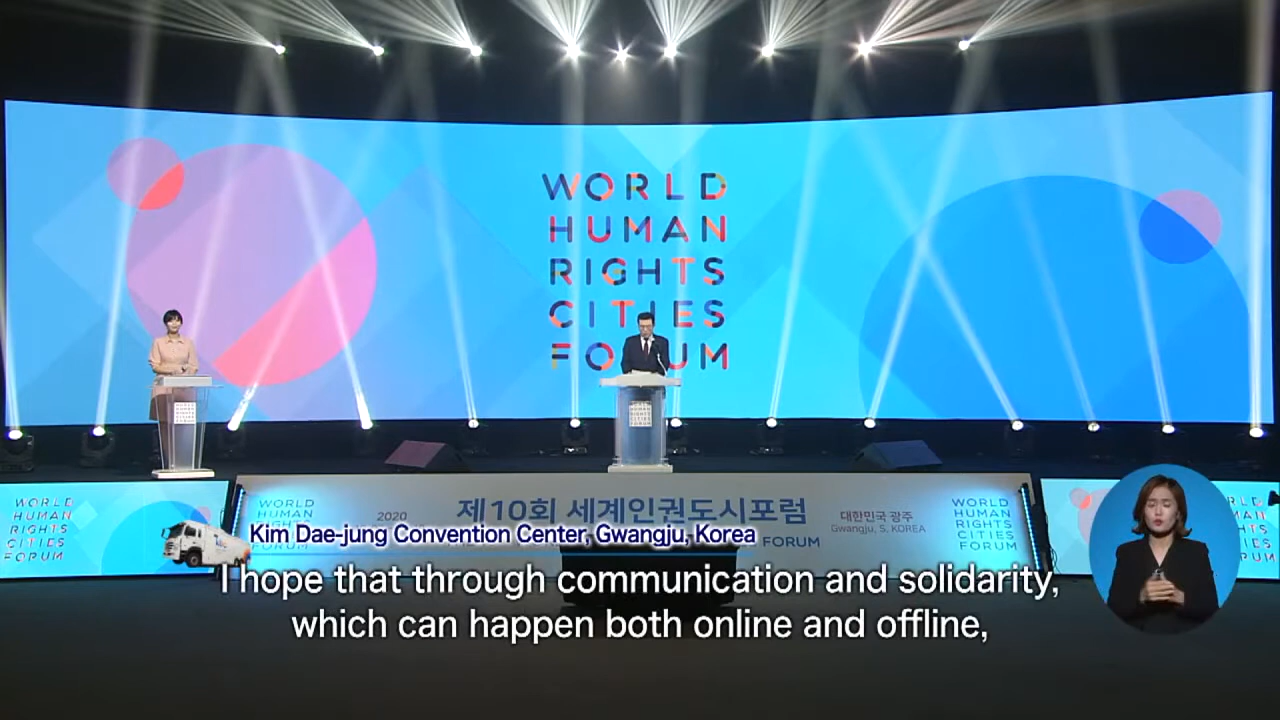 WORLD
HUMAN
RIGHTS
CITIES
FORUM
WORLD
HUMAN
RIGHTS
CITIES
FORUM
WORLD
HUMAN
2020
제10회 세계인권도시포럼
대한민국 광주
Gwangju, S. KOREA
FORUM
WORLD
HUMAN
RIGHTS
CITIES
FORUM
Kim Dae-jung Convention Center, Gwangju, Korea
I hope that through communication and solidarity,
which can happen both online and offline,